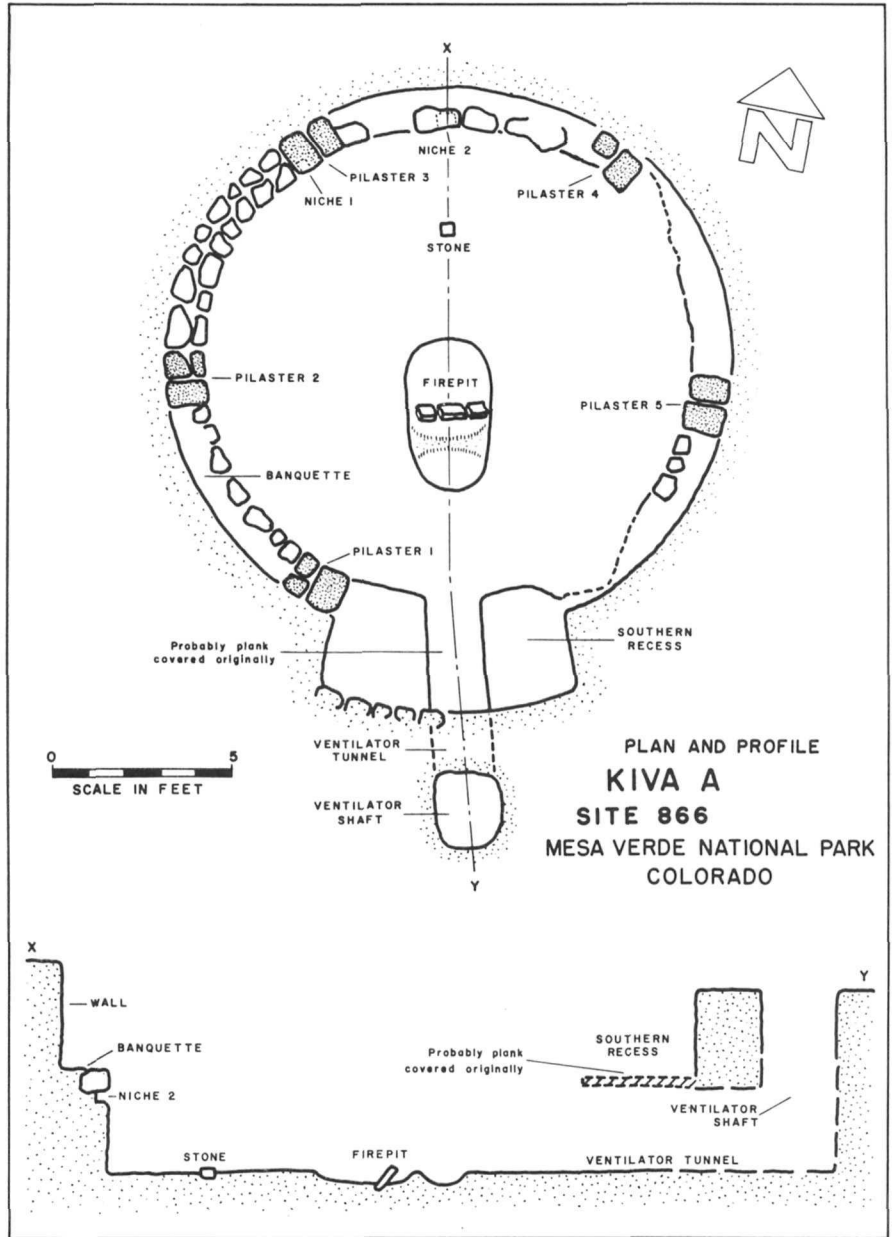 X
N
NICHE 2
PILASTER 3
NICHE 1
PILASTER 4
STONE
FIREPIT
PILASTER 2
PILASTER 5
BANQUETTE
PILASTER 1
Probably plank
covered originally
SOUTHERN
RECESS
VENTILATOR
TUNNEL
0 5
SCALE IN FEET
VENTILATOR
SHAFT
Y
PLAN AND PROFILE
KIVA A
SITE 866
MESA VERDE NATIONAL PARK
COLORADO
X
Y
WALL
BANQUETTE
NICHE 2
STONE
FIREPIT
Probably plank
covered originally
SOUTHERN
RECESS
VENTILATOR
SHAFT
VENTILATOR TUNNEL